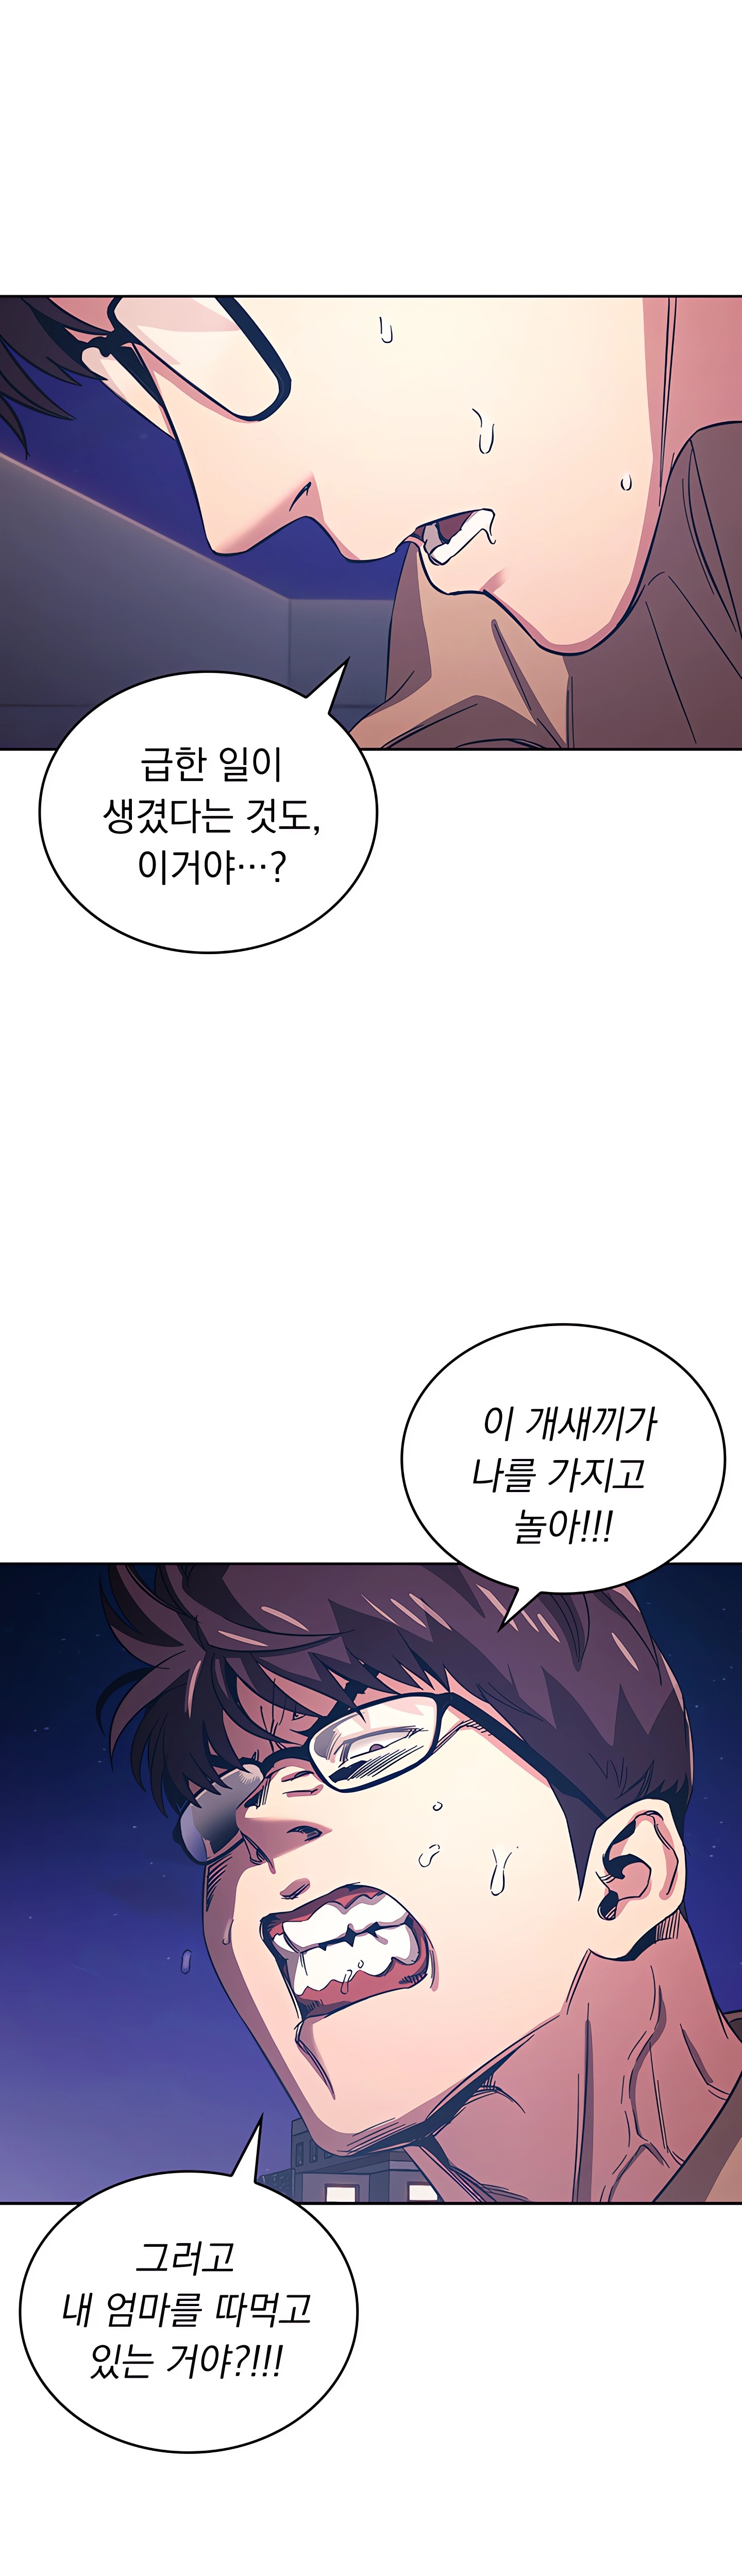 급한 일이
생겼다는 것도,
이거야…?
이 개새끼가
나를 가지고
놀아!!!
그러고
내 엄마를 따먹고
있는 거야?!!!